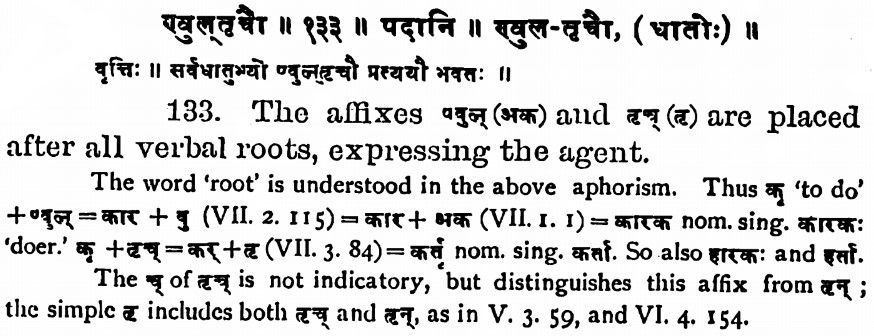 ण्वुल्तृचौ ॥ १३३ ॥ पदानि ॥ ण्वुल-तृचौ, (धातोः) ॥
वृत्तिः ॥ सर्वधातुभ्यो ण्वुल्तृचौ प्रत्ययौ भवतः ॥
133. The affixes ण्वुल् (अक) and तृच् (तृ) are placed
after all verbal roots, expressing the agent.
The word 'root' is understood in the above aphorism. Thus कृ 'to do'
+ण्वुल्=कार + वु (VII. 2. 115)=कार+ अक (VII. 1. 1)=कारक nom. sing. कारकः
'doer.' कृ +तृच्=कर्+तृ (VII. 3. 84)=कर्तृ nom. sing. कर्ता. So also हारकः and हर्ता.
The च् of तृच् is not indicatory, but distinguishes this affix from तृन् ;
the simple तृ includes both तृच् and तृन्, as in V. 3. 59, and VI. 4. 154.